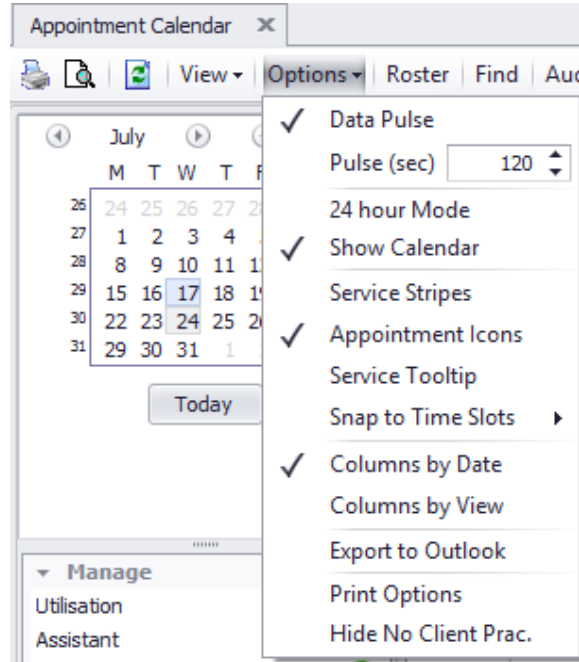 Appointment Calendar
View Options Roster Find
Data Pulse
Pulse (sec) 120
24 hour Mode
Show Calendar
Service Stripes
Appointment Icons
Service Tooltip
Snap to Time Slots
Columns by Date
Columns by View
Export to Outlook
Print Options
Hide No Client Prac.
July
M T W T F
26 24 25 26 27
27 1 2 3 4
28 8 9 10 11
29 15 16 17 18
30 22 23 24 25
31 29 30 31 1
Today
Manage
Utilisation
Assistant